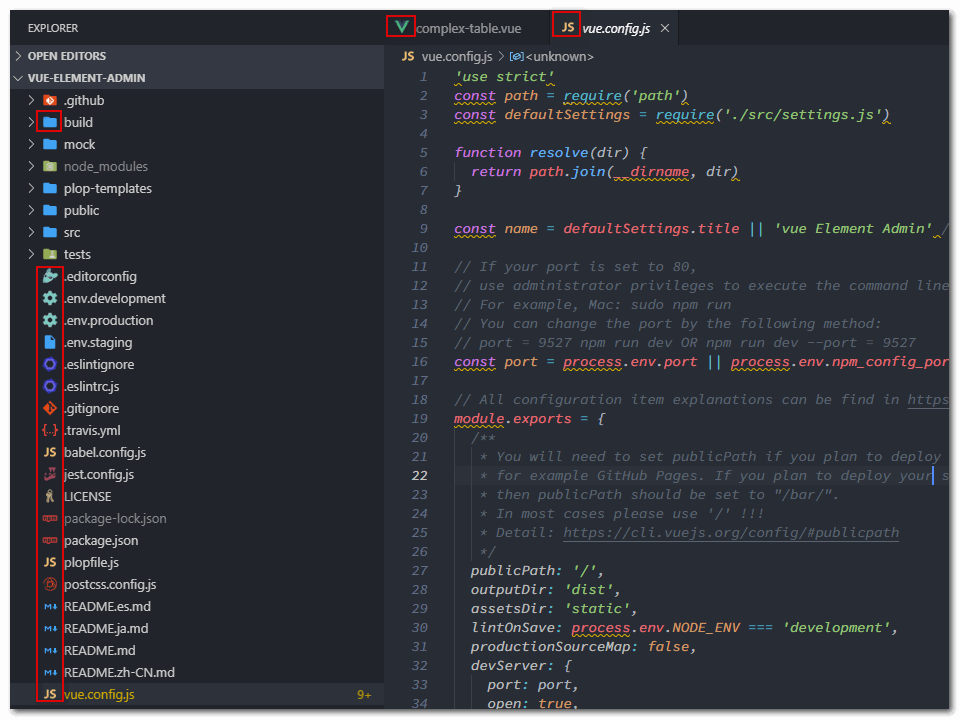 EXPLORER
OPEN EDITORS
VUE-ELEMENT-ADMIN
.github
build
mock
node_modules
plop-templates
public
src
tests
.editorconfig
.env.development
.env.production
.env.staging
.eslintignore
.eslintrc.js
.gitignore
{..} .travis.yml
JS babel.config.js
jest.config.js
LICENSE
package-lock.json
package.json
JS plopfile.js
postcss.config.js
README.es.md
README.ja.md
README.md
README.zh-CN.md
JS vue.config.js 9+
complex-table.vue JS vue.config.js ×
JS vue.config.js > <unknown>
1 'use strict'
2 const path = require('path')
3 const defaultSettings = require('./src/settings.js')
4
5 function resolve(dir) {
6 return path.join(__dirname, dir)
7 }
8
9 const name = defaultSettings.title || 'vue Element Admin' /
10
11 // If your port is set to 80,
12 // use administrator privileges to execute the command line
13 // For example, Mac: sudo npm run
14 // You can change the port by the following method:
15 // port = 9527 npm run dev OR npm run dev --port = 9527
16 const port = process.env.port || process.env.npm_config_por
17
18 // All configuration item explanations can be find in https
19 module.exports = {
20 /**
21 * You will need to set publicPath if you plan to deploy
22 * for example GitHub Pages. If you plan to deploy your s
23 * then publicPath should be set to "/bar/".
24 * In most cases please use '/' !!!
25 * Detail: https://cli.vuejs.org/config/#publicpath
26 */
27 publicPath: '/',
28 outputDir: 'dist',
29 assetsDir: 'static',
30 lintOnSave: process.env.NODE_ENV === 'development',
31 productionSourceMap: false,
32 devServer: {
33 port: port,
34 open: true,